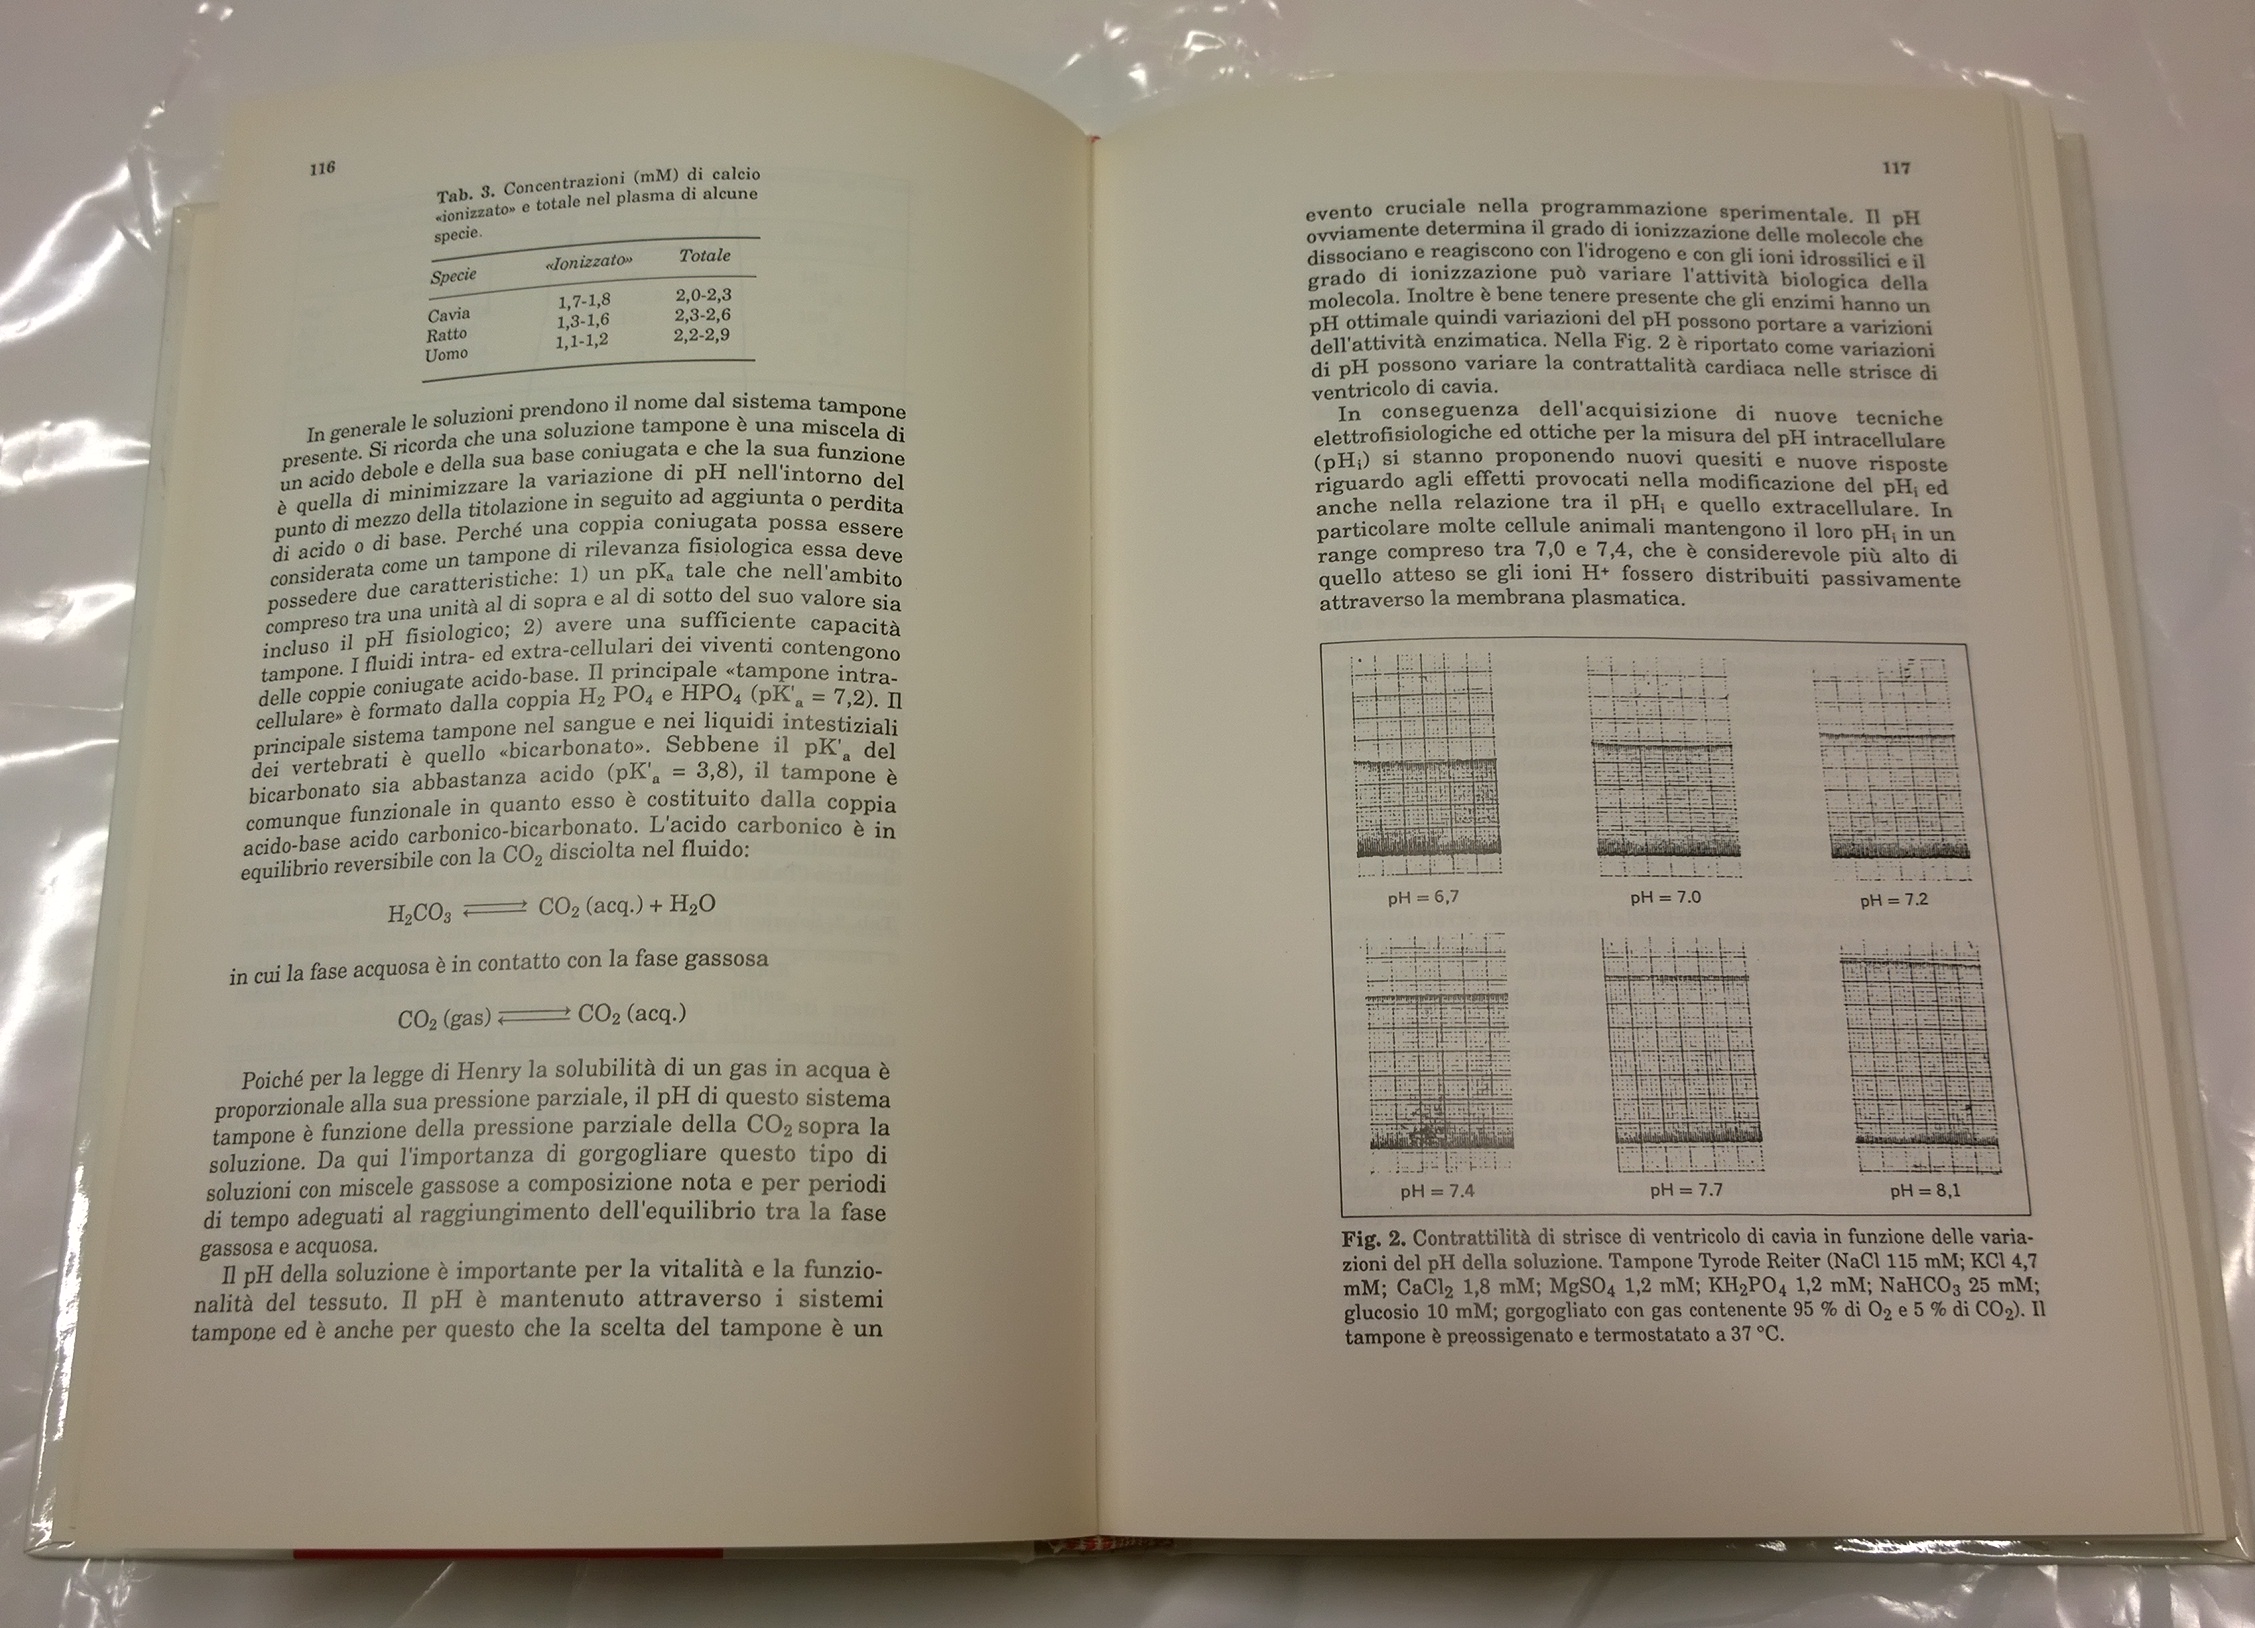 116
Tab. 3. Concentrazioni (mM) di calcio
«ionizzato» e totale nel plasma di alcune
specie.
Specie «Ionizzato» Totale
Cavia 1,7-1,8 2,0-2,3
Ratto 1,3-1,6 2,3-2,6
Uomo 1,1-1,2 2,2-2,9
In generale le soluzioni prendono il nome dal sistema tampone
presente. Si ricorda che una soluzione tampone è una miscela di
un acido debole e della sua base coniugata e che la sua funzione
è quella di minimizzare la variazione di pH nell'intorno del
punto di mezzo della titolazione in seguito ad aggiunta o perdita
di acido o di base. Perché una coppia coniugata possa essere
considerata come un tampone di rilevanza fisiologica essa deve
possedere due caratteristiche: 1) un pKₐ tale che nell'ambito
compreso tra una unità al di sopra e al di sotto del suo valore sia
incluso il pH fisiologico; 2) avere una sufficiente capacità
tampone. I fluidi intra- ed extra-cellulari dei viventi contengono
delle coppie coniugate acido-base. Il principale «tampone intra-
cellulare» è formato dalla coppia H₂ PO₄ e HPO₄ (pK'ₐ = 7,2). Il
principale sistema tampone nel sangue e nei liquidi intestiziali
dei vertebrati è quello «bicarbonato». Sebbene il pK'ₐ del
bicarbonato sia abbastanza acido (pK'ₐ = 3,8), il tampone è
comunque funzionale in quanto esso è costituito dalla coppia
acido-base acido carbonico-bicarbonato. L'acido carbonico è in
equilibrio reversibile con la CO₂ disciolta nel fluido:
H₂CO₃ ⇌ CO₂ (acq.) + H₂O
in cui la fase acquosa è in contatto con la fase gassosa
CO₂ (gas) ⇌ CO₂ (acq.)
Poiché per la legge di Henry la solubilità di un gas in acqua è
proporzionale alla sua pressione parziale, il pH di questo sistema
tampone è funzione della pressione parziale della CO₂ sopra la
soluzione. Da qui l'importanza di gorgogliare questo tipo di
soluzioni con miscele gassose a composizione nota e per periodi
di tempo adeguati al raggiungimento dell'equilibrio tra la fase
gassosa e acquosa.
Il pH della soluzione è importante per la vitalità e la funzio-
nalità del tessuto. Il pH è mantenuto attraverso i sistemi
tampone ed è anche per questo che la scelta del tampone è un
117
evento cruciale nella programmazione sperimentale. Il pH
ovviamente determina il grado di ionizzazione delle molecole che
dissociano e reagiscono con l'idrogeno e con gli ioni idrossilici e il
grado di ionizzazione può variare l'attività biologica della
molecola. Inoltre è bene tenere presente che gli enzimi hanno un
pH ottimale quindi variazioni del pH possono portare a varizioni
dell'attività enzimatica. Nella Fig. 2 è riportato come variazioni
di pH possono variare la contrattalità cardiaca nelle strisce di
ventricolo di cavia.
In conseguenza dell'acquisizione di nuove tecniche
elettrofisiologiche ed ottiche per la misura del pH intracellulare
(pHᵢ) si stanno proponendo nuovi quesiti e nuove risposte
riguardo agli effetti provocati nella modificazione del pHᵢ ed
anche nella relazione tra il pHᵢ e quello extracellulare. In
particolare molte cellule animali mantengono il loro pHᵢ in un
range compreso tra 7,0 e 7,4, che è considerevole più alto di
quello atteso se gli ioni H⁺ fossero distribuiti passivamente
attraverso la membrana plasmatica.
pH = 6,7 pH = 7.0 pH = 7.2
pH = 7.4 pH = 7.7 pH = 8,1
Fig. 2. Contrattilità di strisce di ventricolo di cavia in funzione delle varia-
zioni del pH della soluzione. Tampone Tyrode Reiter (NaCl 115 mM; KCl 4,7
mM; CaCl₂ 1,8 mM; MgSO₄ 1,2 mM; KH₂PO₄ 1,2 mM; NaHCO₃ 25 mM;
glucosio 10 mM; gorgogliato con gas contenente 95 % di O₂ e 5 % di CO₂). Il
tampone è preossigenato e termostatato a 37 °C.